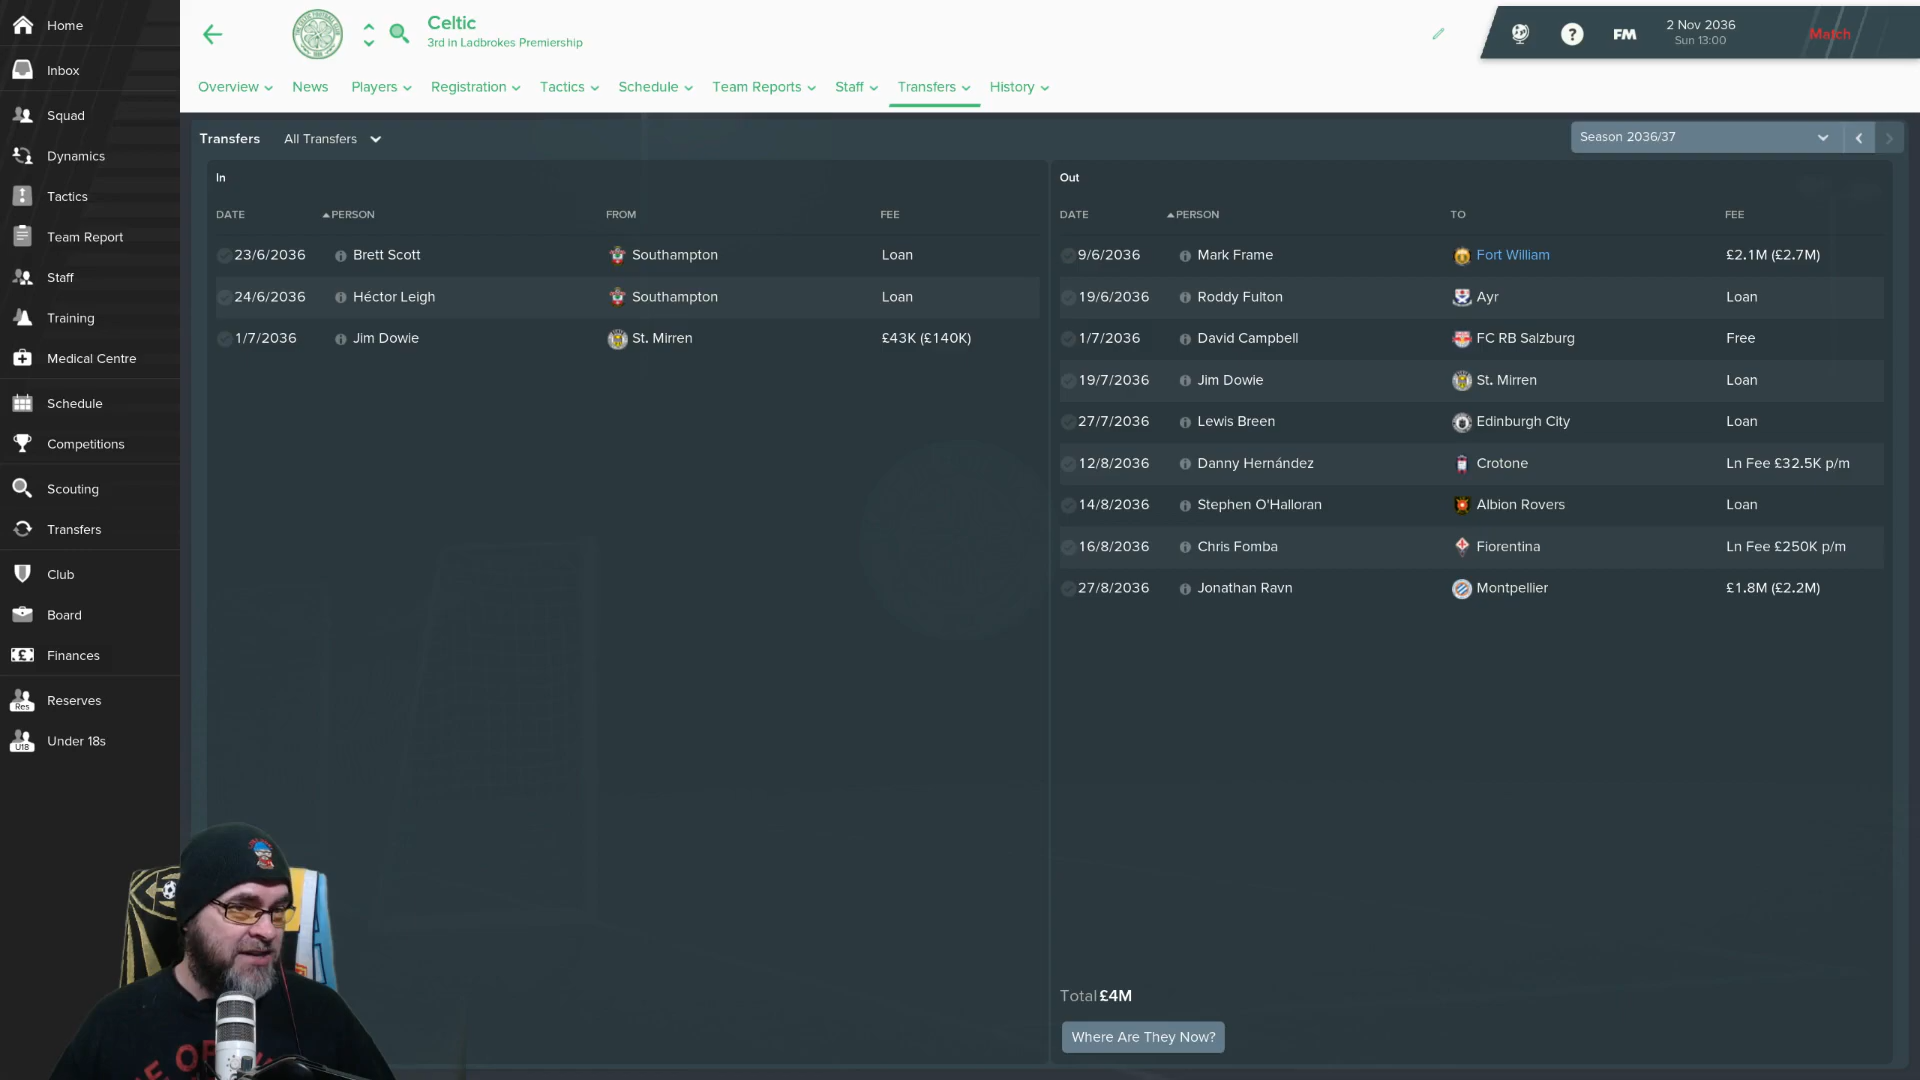 Home
Inbox
Squad
Dynamics
Tactics
Team Report
Staff
Training
Medical Centre
Schedule
Competitions
Scouting
Transfers
Club
Board
Finances
Reserves
Res
Under 18s
U18
Celtic
3rd in Ladbrokes Premiership
? FM
2 Nov 2036
Sun 13:00
Match
Overview News Players Registration Tactics Schedule Team Reports Staff Transfers History
Transfers All Transfers
Season 2036/37
In
DATE PERSON FROM FEE
23/6/2036 Brett Scott Southampton Loan
24/6/2036 Héctor Leigh Southampton Loan
1/7/2036 Jim Dowie St. Mirren £43K (£140K)
Out
DATE PERSON TO FEE
9/6/2036 Mark Frame Fort William £2.1M (£2.7M)
19/6/2036 Roddy Fulton Ayr Loan
1/7/2036 David Campbell FC RB Salzburg Free
19/7/2036 Jim Dowie St. Mirren Loan
27/7/2036 Lewis Breen Edinburgh City Loan
12/8/2036 Danny Hernández Crotone Ln Fee £32.5K p/m
14/8/2036 Stephen O'Halloran Albion Rovers Loan
16/8/2036 Chris Fomba Fiorentina Ln Fee £250K p/m
27/8/2036 Jonathan Ravn Montpellier £1.8M (£2.2M)
Total £4M
Where Are They Now?